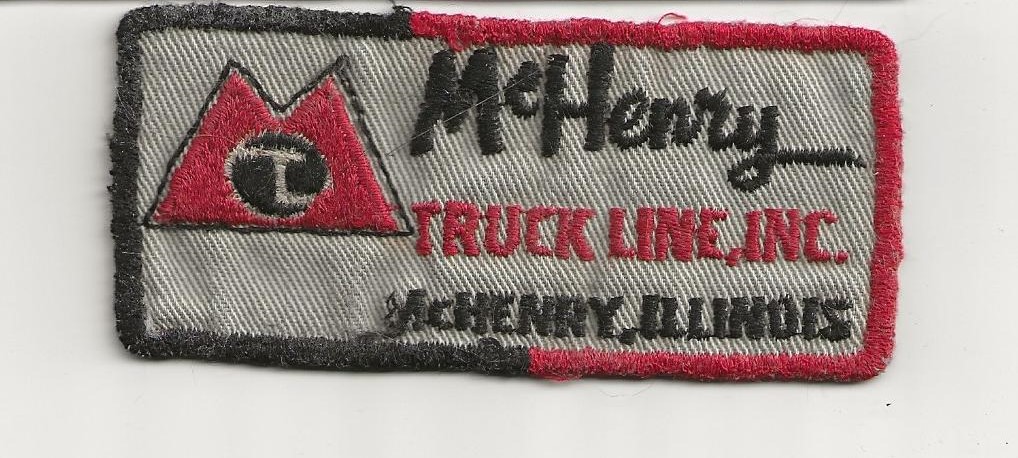 McHenry
TRUCK LINE, INC.
McHENRY, ILLINOIS